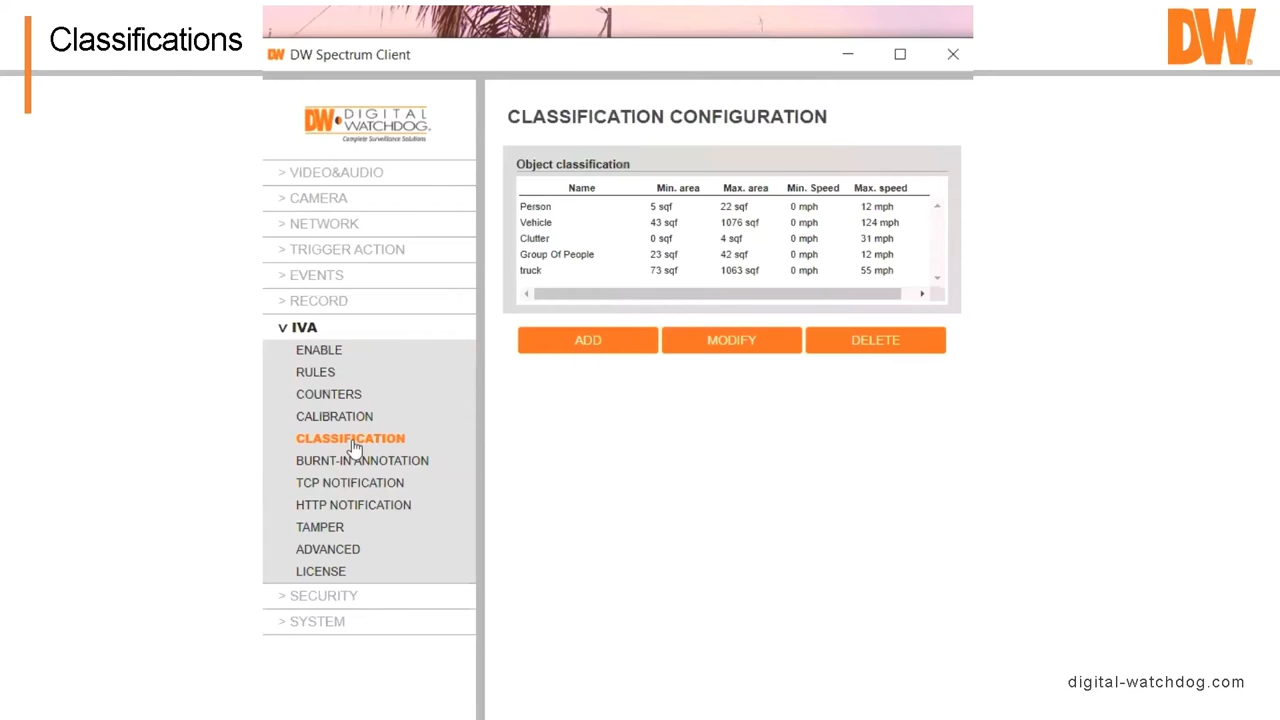 Classifications
DW
DW Spectrum Client
DW DIGITAL WATCHDOG
Complete Surveillance Solutions
> VIDEO&AUDIO
> CAMERA
> NETWORK
> TRIGGER ACTION
> EVENTS
> RECORD
v IVA
ENABLE
RULES
COUNTERS
CALIBRATION
CLASSIFICATION
BURNT-IN ANNOTATION
TCP NOTIFICATION
HTTP NOTIFICATION
TAMPER
ADVANCED
LICENSE
> SECURITY
> SYSTEM
CLASSIFICATION CONFIGURATION
Object classification
Name Min. area Max. area Min. Speed Max. speed
Person 5 sqf 22 sqf 0 mph 12 mph
Vehicle 43 sqf 1076 sqf 0 mph 124 mph
Clutter 0 sqf 4 sqf 0 mph 31 mph
Group Of People 23 sqf 42 sqf 0 mph 12 mph
truck 73 sqf 1063 sqf 0 mph 55 mph
ADD MODIFY DELETE
digital-watchdog.com